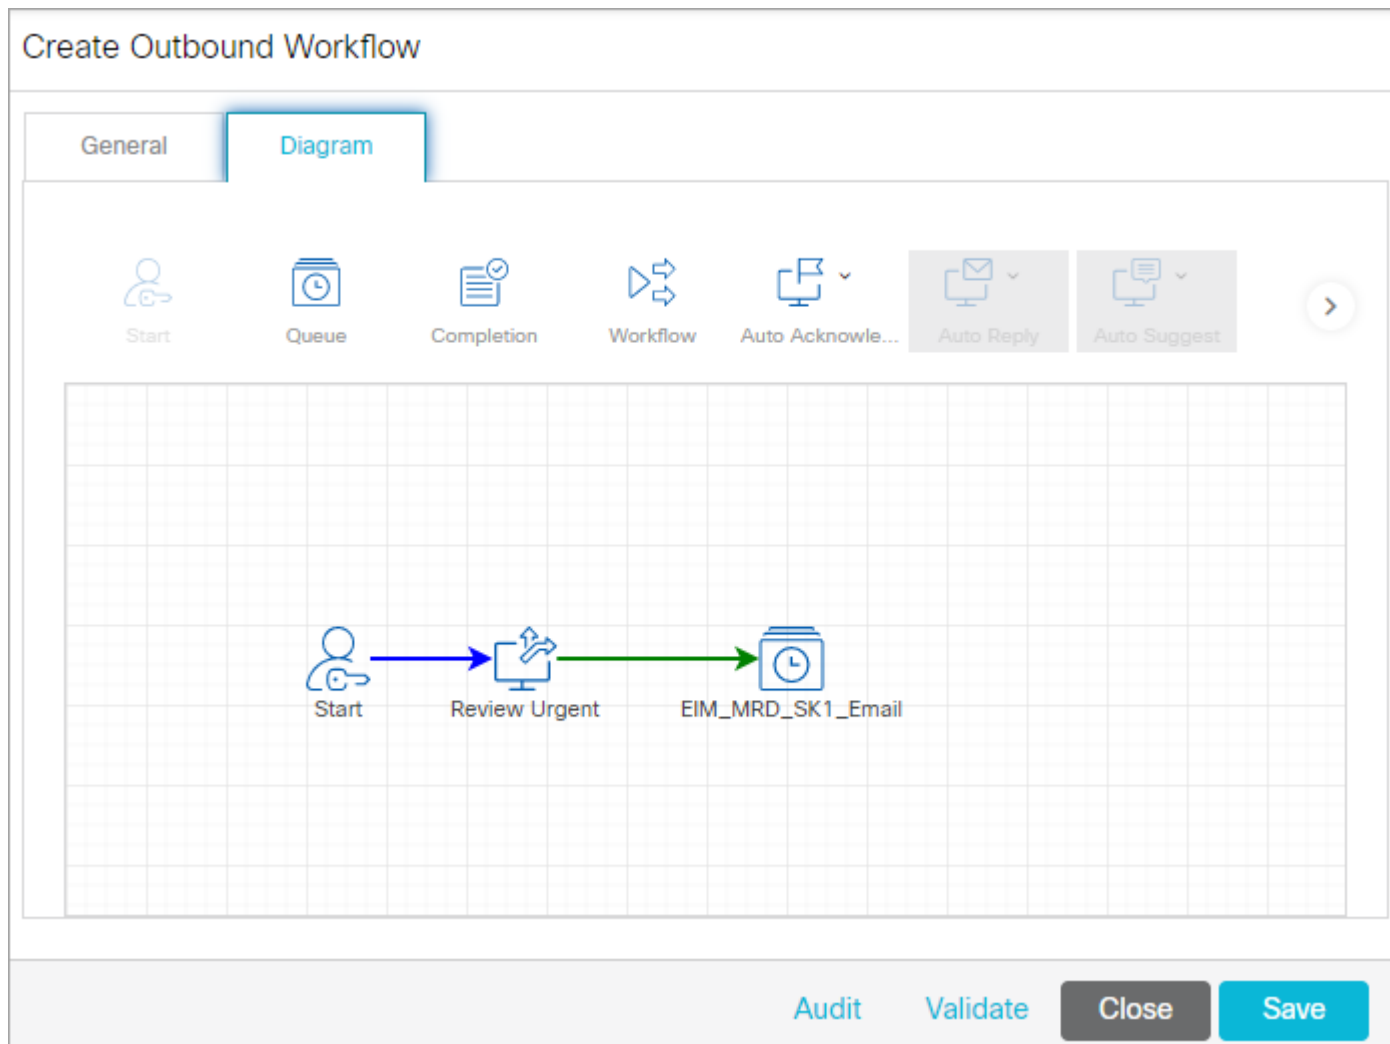 Create Outbound Workflow
General
Diagram
Start
Queue
Completion
Workflow
Auto Acknowle...
Auto Reply
Auto Suggest
Start
Review Urgent
EIM_MRD_SK1_Email
Audit
Validate
Close
Save